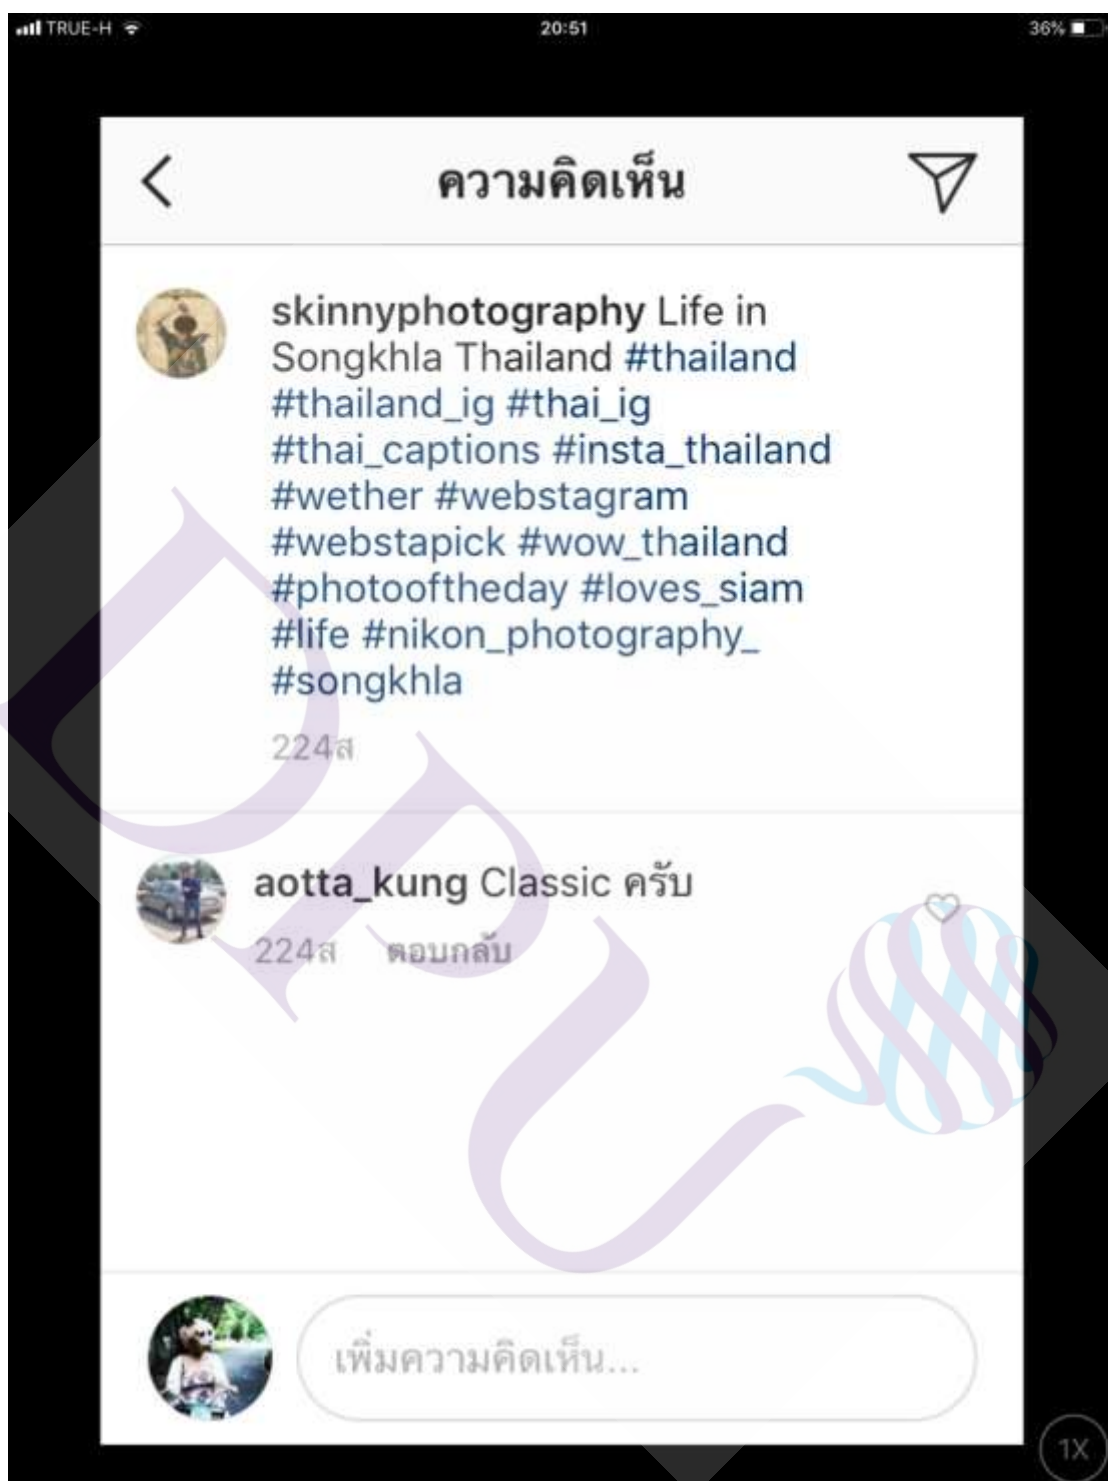 TRUE-H 20:51 36%
ความคิดเห็น
skinnyphotography Life in
Songkhla Thailand #thailand
#thailand_ig #thai_ig
#thai_captions #insta_thailand
#wether #webstagram
#webstapick #wow_thailand
#photooftheday #loves_siam
#life #nikon_photography_
#songkhla
224ส
aotta_kung Classic ครับ
224ส ตอบกลับ
DPU
เพิ่มความคิดเห็น...
1X